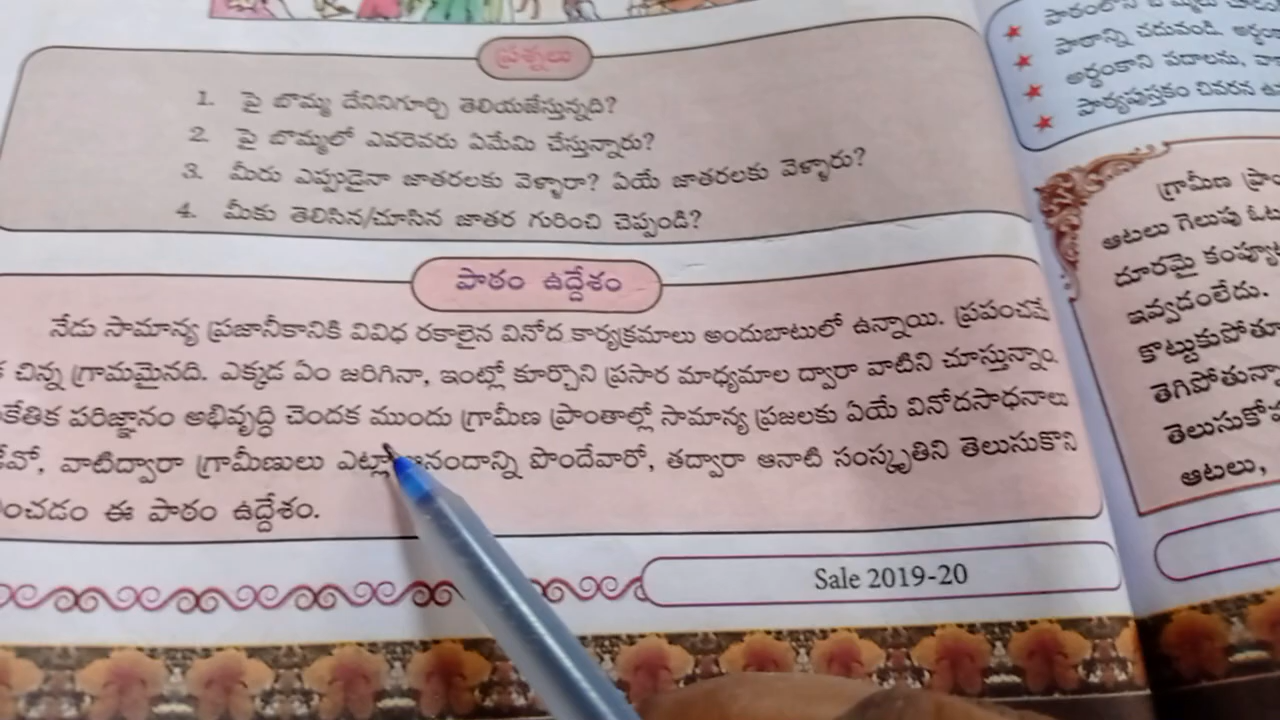 ప్రశ్నలు
1. పై బొమ్మ దేనినిగూర్చి తెలియజేస్తున్నది?
2. పై బొమ్మలో ఎవరెవరు ఏమేమి చేస్తున్నారు?
3. మీరు ఎప్పుడైనా జాతరలకు వెళ్ళారా? ఏయే జాతరలకు వెళ్ళారు?
4. మీకు తెలిసిన/చూసిన జాతర గురించి చెప్పండి?
పాఠం ఉద్దేశం
నేడు సామాన్య ప్రజానీకానికి వివిధ రకాలైన వినోద కార్యక్రమాలు అందుబాటులో ఉన్నాయి. ప్రపంచమే
చిన్న గ్రామమైనది. ఎక్కడ ఏం జరిగినా, ఇంట్లో కూర్చొని ప్రసార మాధ్యమాల ద్వారా వాటిని చూస్తున్నాం.
పరిజ్ఞానం అభివృద్ధి చెందక ముందు గ్రామీణ ప్రాంతాల్లో సామాన్య ప్రజలకు ఏయే వినోదసాధనాలు
వాటిద్వారా గ్రామీణులు ఎట్లా ఆనందాన్ని పొందేవారో, తద్వారా ఆనాటి సంస్కృతిని తెలుసుకొని
ఈ పాఠం ఉద్దేశం.
Sale 2019-20
పాఠాన్ని చదువండి.
అర్థంకాని పదాలను,
పాఠ్యపుస్తకం చివరన
గ్రామీణ
ఆటలు గెలుపు
దూరమై
ఇవ్వడంలేదు.
కొట్టుకుపోతూ
ఆటలు,